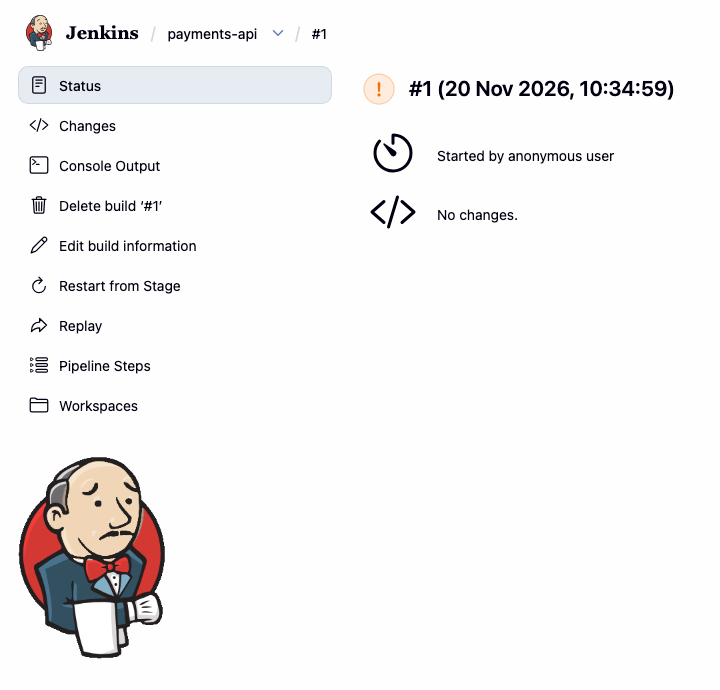 Jenkins / payments-api / #1
Status
Changes
Console Output
Delete build ‘#1’
Edit build information
Restart from Stage
Replay
Pipeline Steps
Workspaces
#1 (20 Nov 2026, 10:34:59)
Started by anonymous user
No changes.